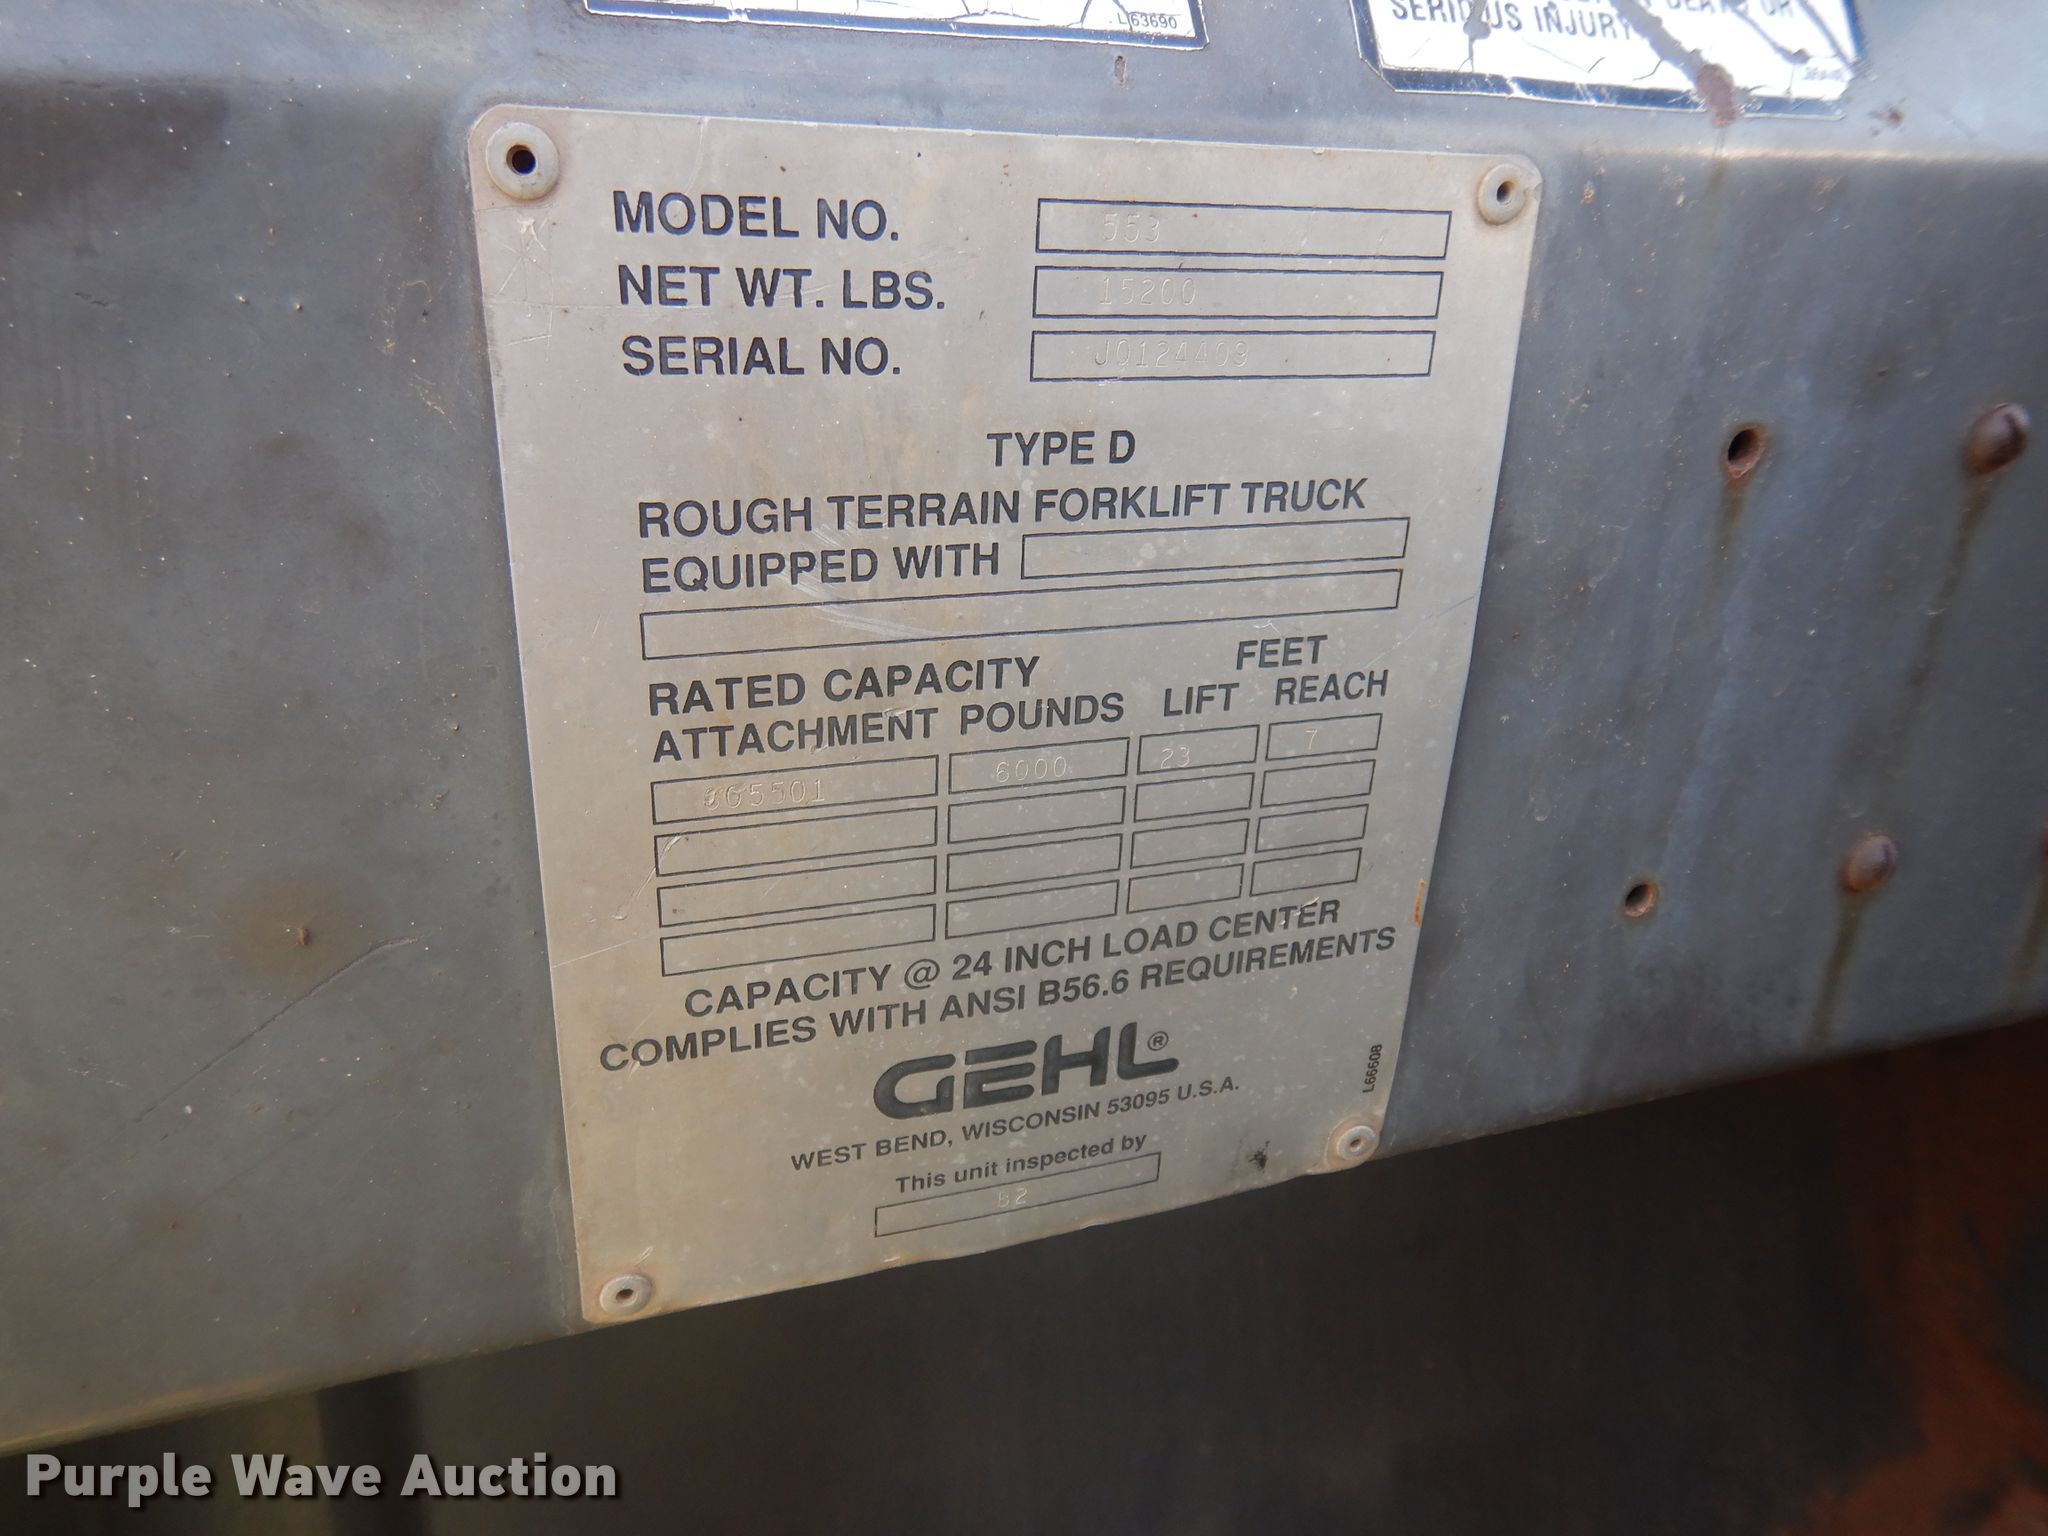 L63690
SERIOUS INJURY
MODEL NO. 553
NET WT. LBS. 15200
SERIAL NO. JQ124409
TYPE D
ROUGH TERRAIN FORKLIFT TRUCK
EQUIPPED WITH
RATED CAPACITY FEET
ATTACHMENT POUNDS LIFT REACH
6000 23 7
CAPACITY @ 24 INCH LOAD CENTER
COMPLIES WITH ANSI B56.6 REQUIREMENTS
GEHL®
L66608
WEST BEND, WISCONSIN 53095 U.S.A.
This unit inspected by
B2
Purple Wave Auction